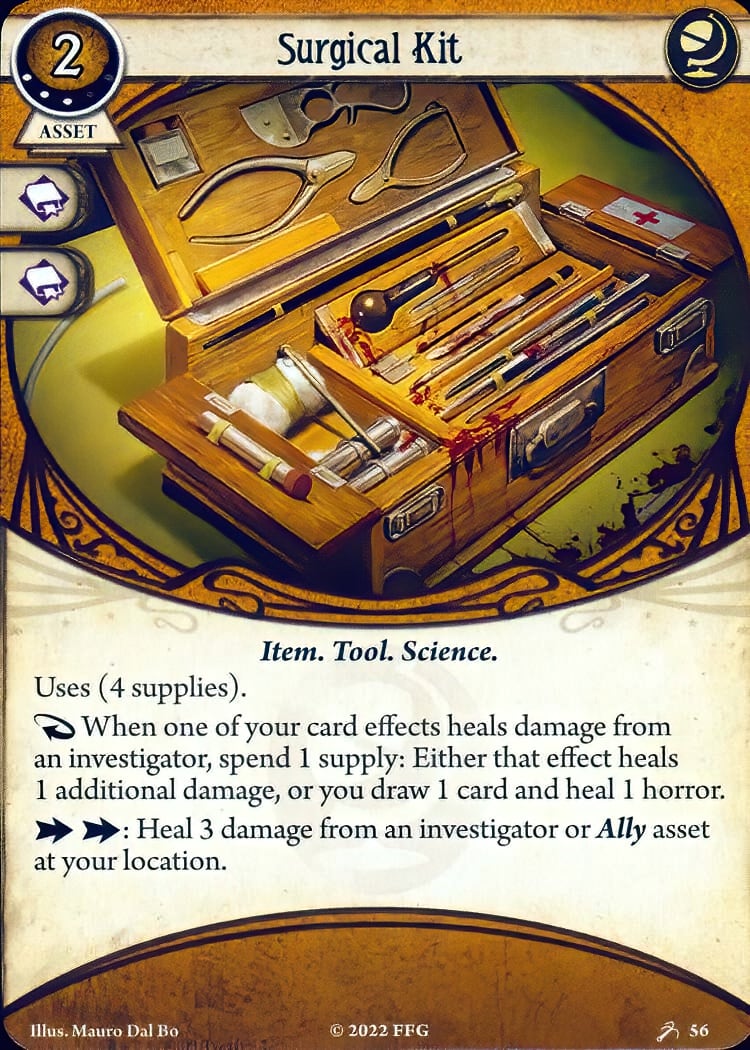 2
Surgical Kit
ASSET
Item. Tool. Science.
Uses (4 supplies).
When one of your card effects heals damage from
an investigator, spend 1 supply: Either that effect heals
1 additional damage, or you draw 1 card and heal 1 horror.
: Heal 3 damage from an investigator or Ally asset
at your location.
Illus. Mauro Dal Bo
© 2022 FFG
56